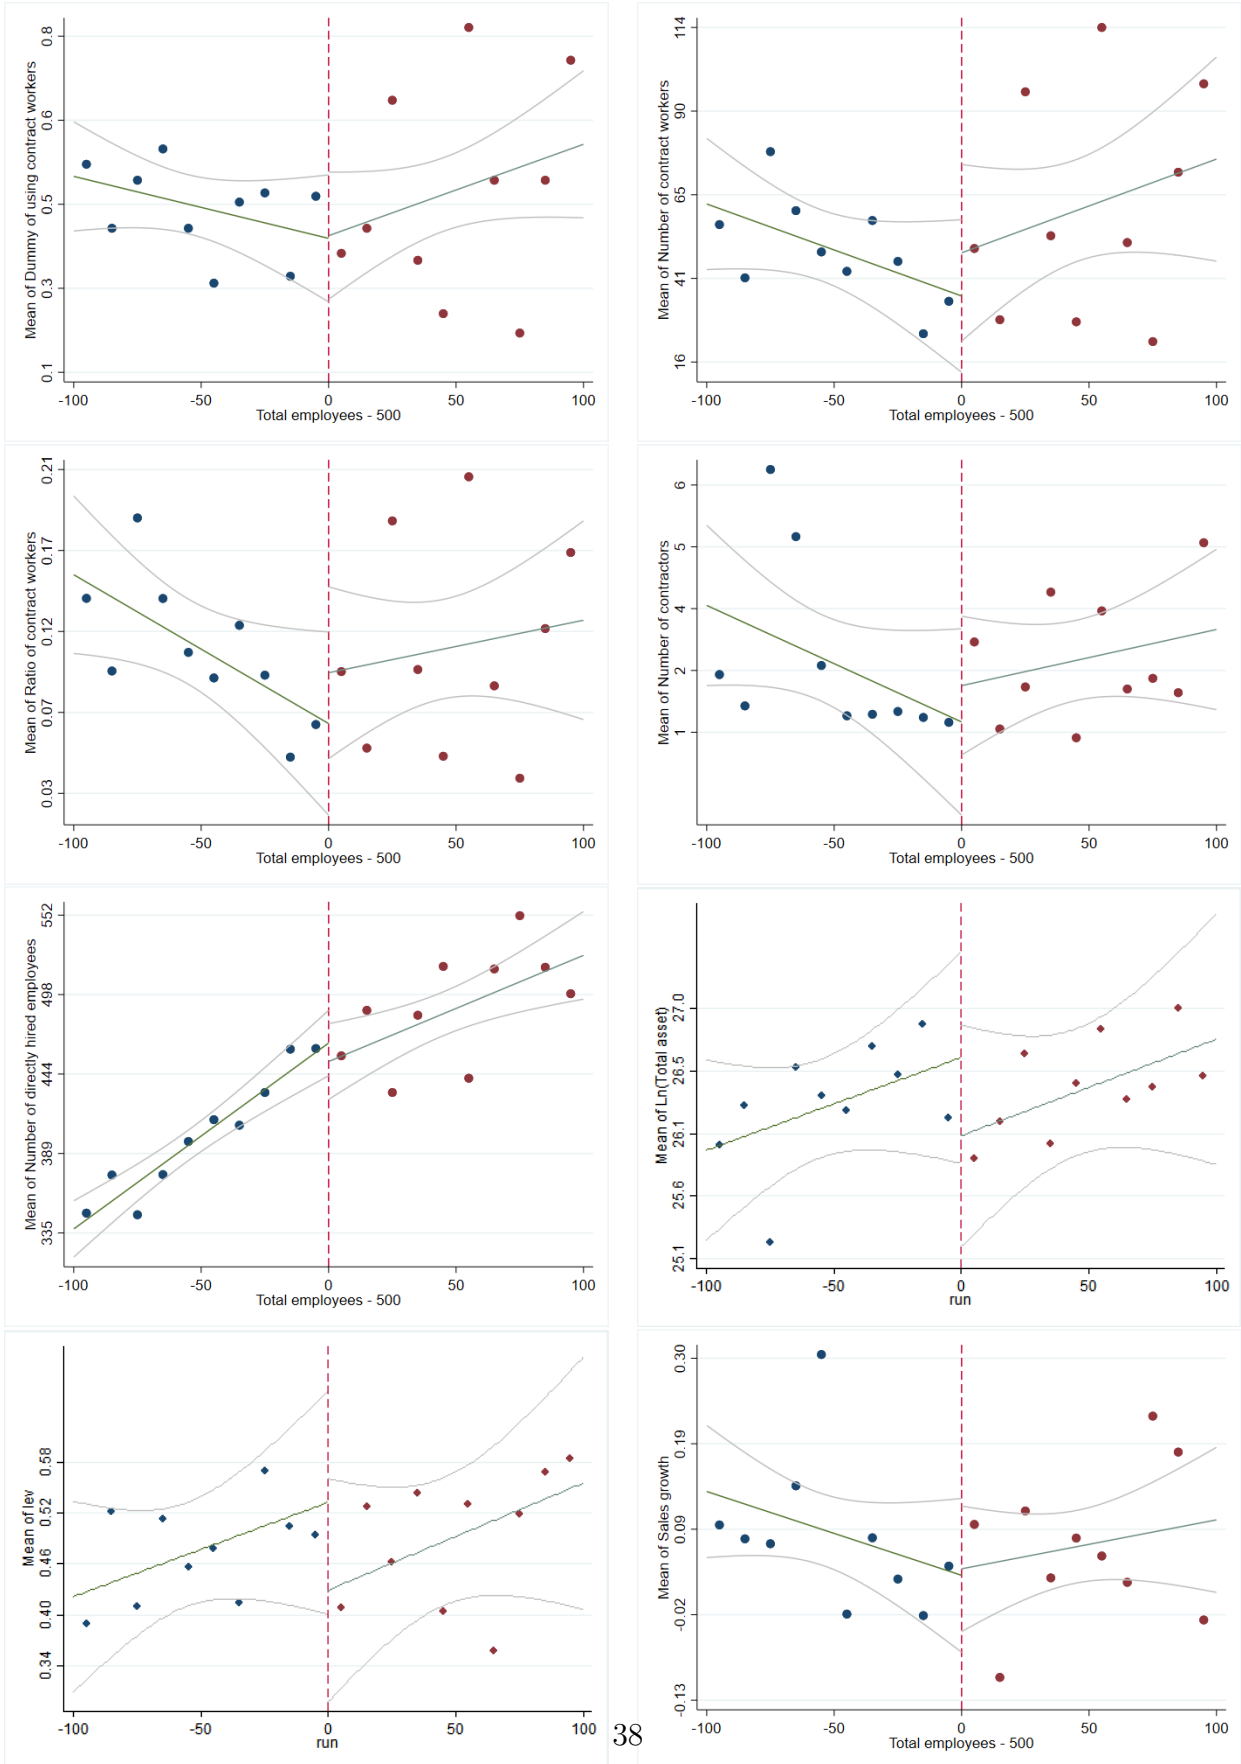 Mean of Dummy of using contract workers
0.8
0.6
0.5
0.3
0.1
-100 -50 0 50 100
Total employees - 500
Mean of Number of contract workers
114
90
65
41
16
-100 -50 0 50 100
Total employees - 500
Mean of Ratio of contract workers
0.21
0.17
0.12
0.07
0.03
-100 -50 0 50 100
Total employees - 500
Mean of Number of contractors
6
5
4
2
1
-100 -50 0 50 100
Total employees - 500
Mean of Number of directly hired employees
552
498
444
389
335
-100 -50 0 50 100
Total employees - 500
Mean of Ln(Total asset)
27.0
26.5
26.1
25.6
25.1
-100 -50 0 50 100
run
Mean of lev
0.58
0.52
0.46
0.40
0.34
-100 -50 0 50 100
run
Mean of Sales growth
0.30
0.19
0.09
-0.02
-0.13
-100 -50 0 50 100
Total employees - 500
38